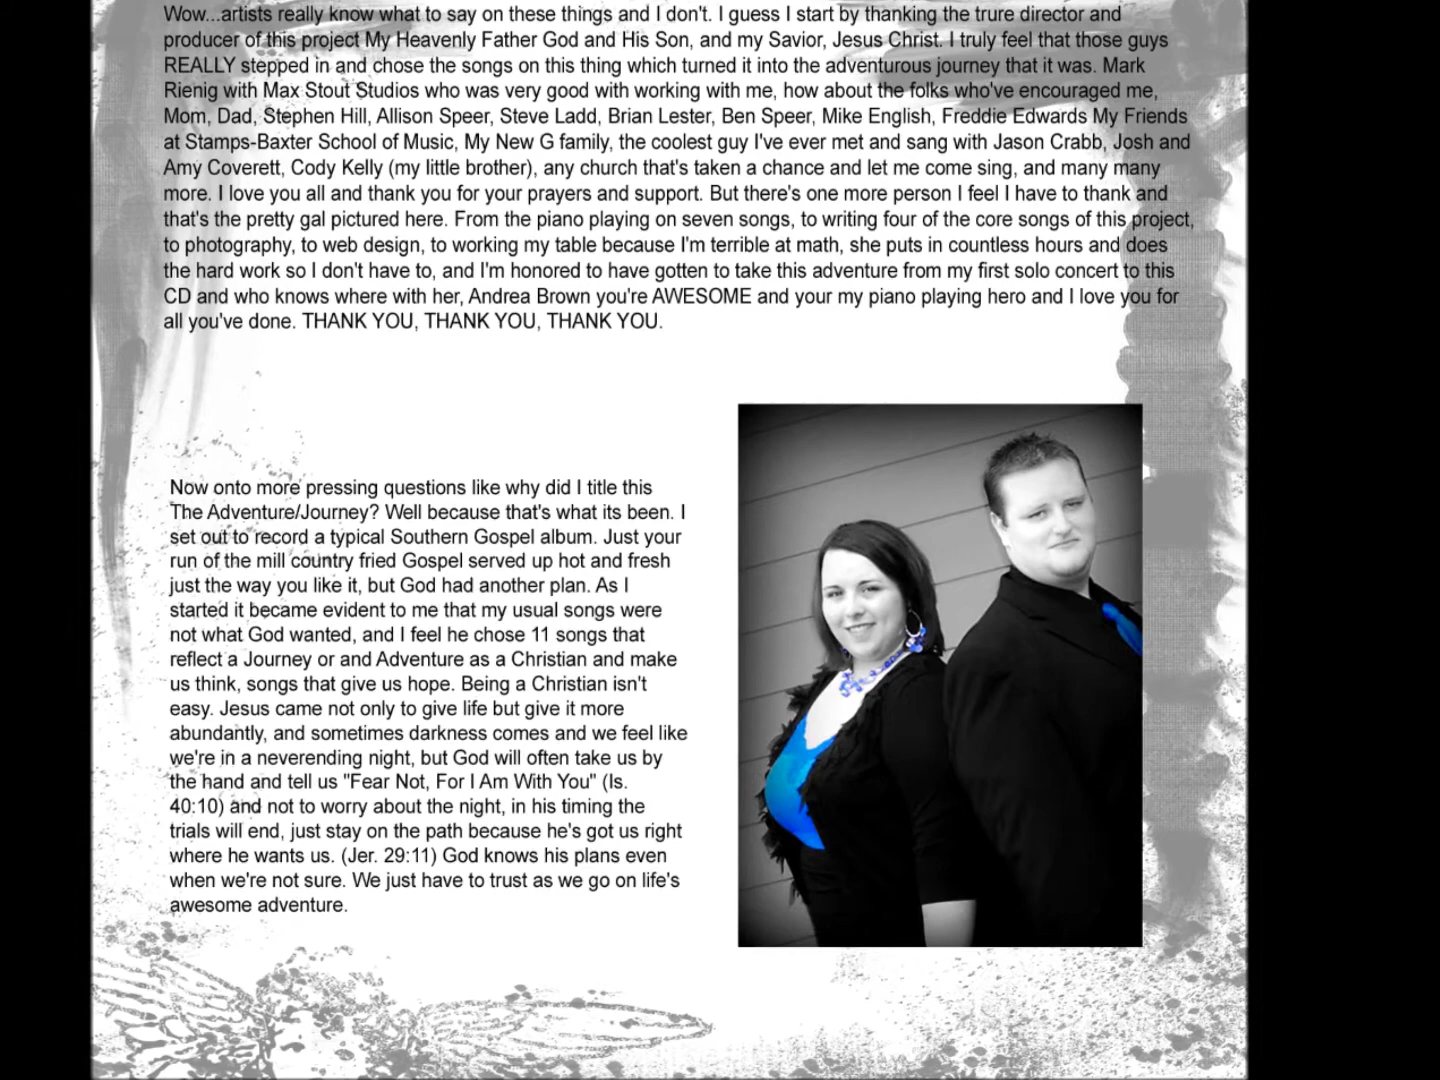 Wow...artists really know what to say on these things and I don't. I guess I start by thanking the trure director and
producer of this project My Heavenly Father God and His Son, and my Savior, Jesus Christ. I truly feel that those guys
REALLY stepped in and chose the songs on this thing which turned it into the adventurous journey that it was. Mark
Rienig with Max Stout Studios who was very good with working with me, how about the folks who've encouraged me,
Mom, Dad, Stephen Hill, Allison Speer, Steve Ladd, Brian Lester, Ben Speer, Mike English, Freddie Edwards My Friends
at Stamps-Baxter School of Music, My New G family, the coolest guy I've ever met and sang with Jason Crabb, Josh and
Amy Coverett, Cody Kelly (my little brother), any church that's taken a chance and let me come sing, and many many
more. I love you all and thank you for your prayers and support. But there's one more person I feel I have to thank and
that's the pretty gal pictured here. From the piano playing on seven songs, to writing four of the core songs of this project,
to photography, to web design, to working my table because I'm terrible at math, she puts in countless hours and does
the hard work so I don't have to, and I'm honored to have gotten to take this adventure from my first solo concert to this
CD and who knows where with her, Andrea Brown you're AWESOME and your my piano playing hero and I love you for
all you've done. THANK YOU, THANK YOU, THANK YOU.
Now onto more pressing questions like why did I title this
The Adventure/Journey? Well because that's what its been. I
set out to record a typical Southern Gospel album. Just your
run of the mill country fried Gospel served up hot and fresh
just the way you like it, but God had another plan. As I
started it became evident to me that my usual songs were
not what God wanted, and I feel he chose 11 songs that
reflect a Journey or and Adventure as a Christian and make
us think, songs that give us hope. Being a Christian isn't
easy. Jesus came not only to give life but give it more
abundantly, and sometimes darkness comes and we feel like
we're in a neverending night, but God will often take us by
the hand and tell us "Fear Not, For I Am With You" (Is.
40:10) and not to worry about the night, in his timing the
trials will end, just stay on the path because he's got us right
where he wants us. (Jer. 29:11) God knows his plans even
when we're not sure. We just have to trust as we go on life's
awesome adventure.